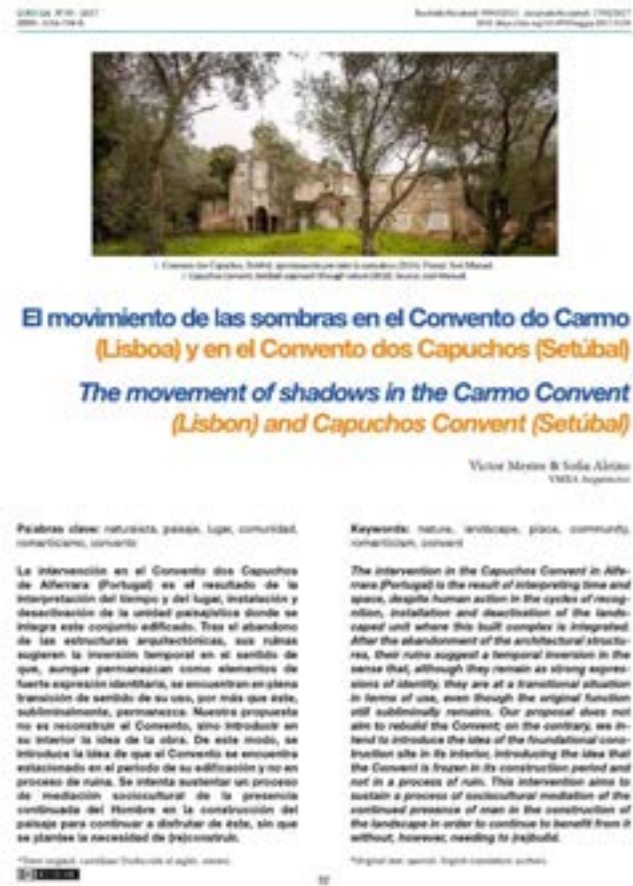 El movimiento de las sombras en el Convento do Carmo
(Lisboa) y en el Convento dos Capuchos (Setúbal)
The movement of shadows in the Carmo Convent
(Lisbon) and Capuchos Convent (Setúbal)
Victor Mestre & Sofia Aleixo
Palabras clave: naturaleza, paisaje, lugar, comunidad,
romanticismo, convento
La intervención en el Convento dos Capuchos
de Alferrara (Portugal) es el resultado de la
interpretación del tiempo y del lugar, instalación y
desactivación de la unidad paisajística donde se
integra este conjunto edificado. Tras el abandono
de las estructuras arquitectónicas, sus ruinas
sugieren la inversión temporal en el sentido de
que, aunque permanezcan como elementos de
fuerte expresión identitaria, se encuentran en plena
transición de sentido de su uso, por más que este,
subliminalmente, permanezca. Nuestra propuesta
no es reconstruir el Convento, sino introducir en
su interior la idea de la obra. De este modo, se
introduce la idea de que el Convento se encuentra
estacionado en el periodo de su edificación y no en
proceso de ruina. Se intenta sustentar un proceso
de mediación sociocultural de la presencia
continuada del Hombre en la construcción del
paisaje para continuar a disfrutar de éste, sin que
se plantee la necesidad de (re)construir.
Keywords: nature, landscape, place, community,
romanticism, convent
The intervention in the Capuchos Convent in Alfe-
rrara (Portugal) is the result of interpreting time and
space, despite human action in the cycles of recog-
nition, installation and deactivation of the lands-
caped unit where this built complex is integrated.
After the abandonment of the architectural structu-
res, their ruins suggest a temporal inversion in the
sense that, although they remain as strong expres-
sions of identity, they are at a transitional situation
in terms of use, even though the original function
still subliminally remains. Our proposal does not
aim to rebuild the Convent; on the contrary, we in-
tend to introduce the idea of the foundational cons-
truction site in its interior, introducing the idea that
the Convent is frozen in its construction period and
not in a process of ruin. This intervention aims to
sustain a process of sociocultural mediation of the
continued presence of man in the construction of
the landscape in order to continue to benefit from it
without, however, needing to (re)build.